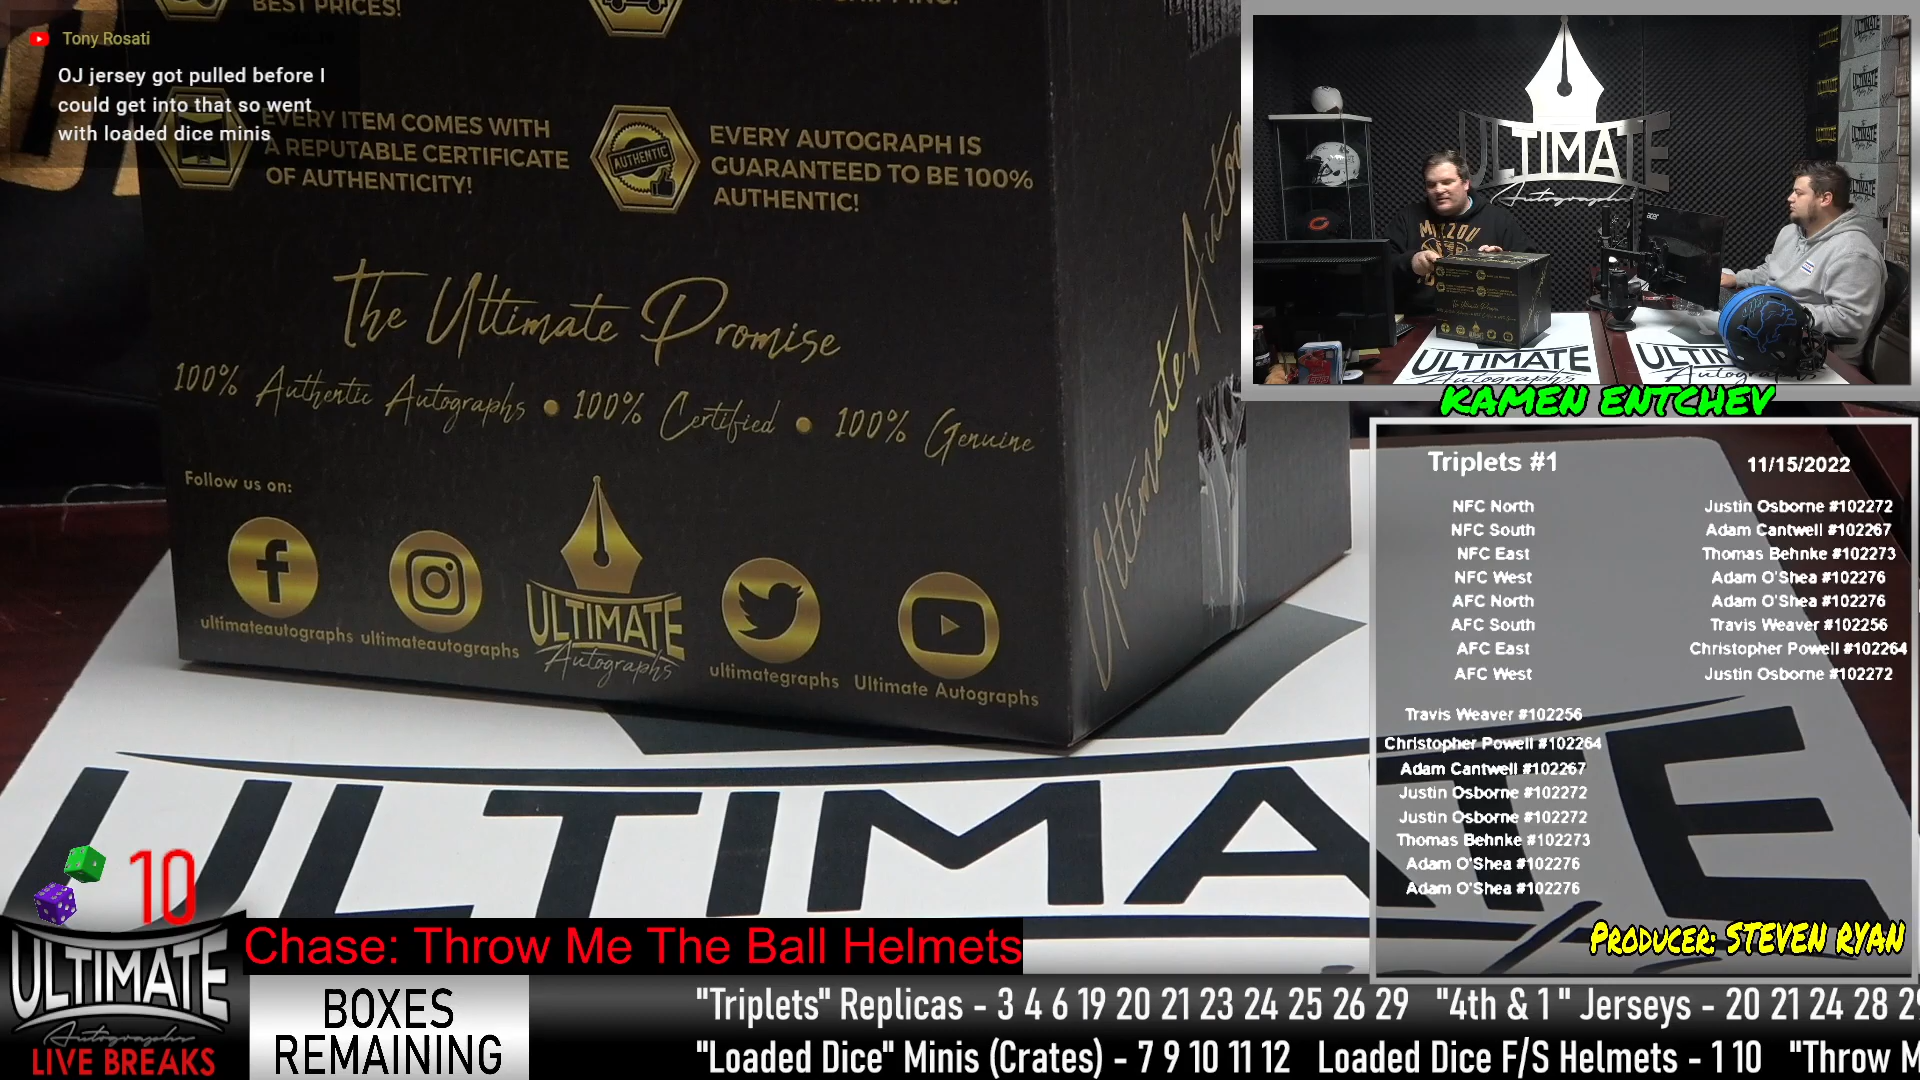 BEST PRICES!
Tony Rosati
OJ jersey got pulled before I
could get into that so went
with loaded dice minis
EVERY ITEM COMES WITH
A REPUTABLE CERTIFICATE
OF AUTHENTICITY!
AUTHENTIC
EVERY AUTOGRAPH IS
GUARANTEED TO BE 100%
AUTHENTIC!
The Ultimate Promise
100% Authentic Autographs • 100% Certified • 100% Genuine
Follow us on:
ultimateautographs
ultimateautographs
ULTIMATE
Autographs
ultimategraphs
Ultimate Autographs
ULTIMATE
ULTIMATE
Autographs
acer
ULTIMATE
Autographs
KAMEN ENTCHEV
Triplets #1 11/15/2022
NFC North Justin Osborne #102272
NFC South Adam Cantwell #102267
NFC East Thomas Behnke #102273
NFC West Adam O'Shea #102276
AFC North Adam O'Shea #102276
AFC South Travis Weaver #102256
AFC East Christopher Powell #102264
AFC West Justin Osborne #102272
Travis Weaver #102256
Christopher Powell #102264
Adam Cantwell #102267
Justin Osborne #102272
Justin Osborne #102272
Thomas Behnke #102273
Adam O'Shea #102276
Adam O'Shea #102276
Producer: STEVEN RYAN
10
ULTIMATE
Autographs
LIVE BREAKS
Chase: Throw Me The Ball Helmets
BOXES
REMAINING
"Triplets" Replicas - 3 4 6 19 20 21 23 24 25 26 29 "4th & 1" Jerseys - 20 21 24 28 29
"Loaded Dice" Minis (Crates) - 7 9 10 11 12 Loaded Dice F/S Helmets - 1 10 "Throw M